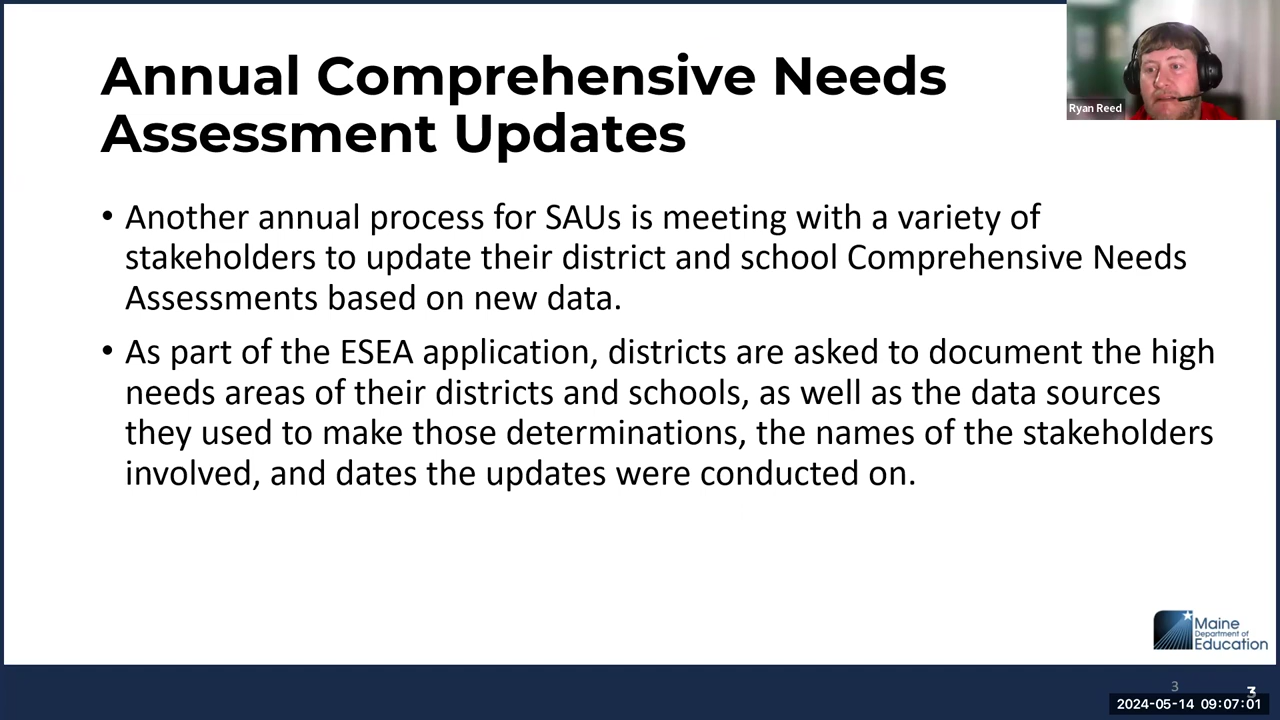 Annual Comprehensive Needs
Assessment Updates
Ryan Reed
• Another annual process for SAUs is meeting with a variety of
stakeholders to update their district and school Comprehensive Needs
Assessments based on new data.
• As part of the ESEA application, districts are asked to document the high
needs areas of their districts and schools, as well as the data sources
they used to make those determinations, the names of the stakeholders
involved, and dates the updates were conducted on.
Maine
Department of
Education
3
3
2024-05-14 09:07:01